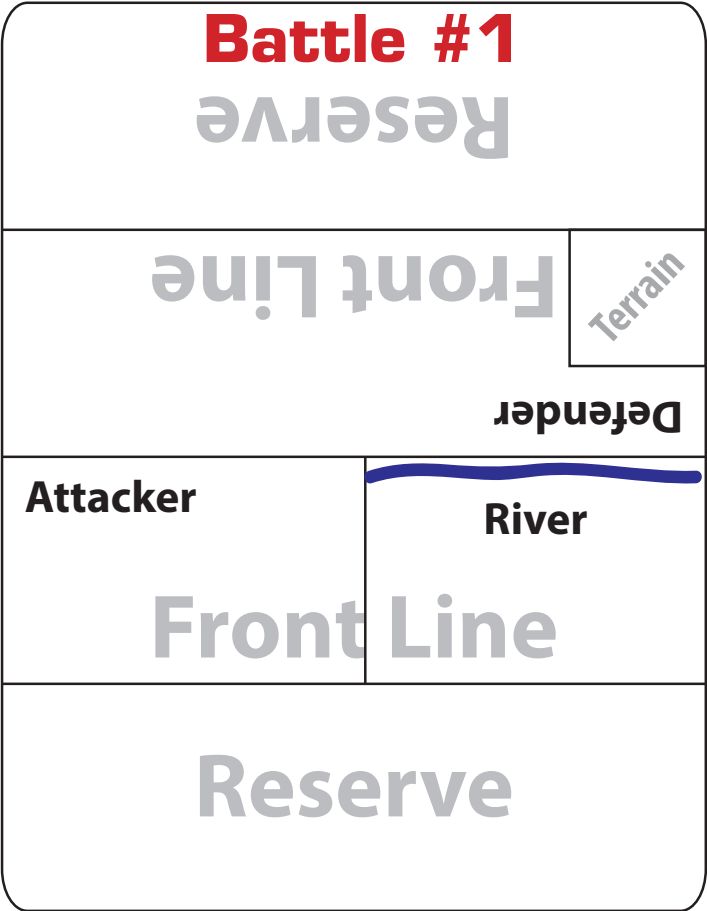 Battle #1
Reserve
Front Line
Terrain
Defender
Attacker
River
Front Line
Reserve